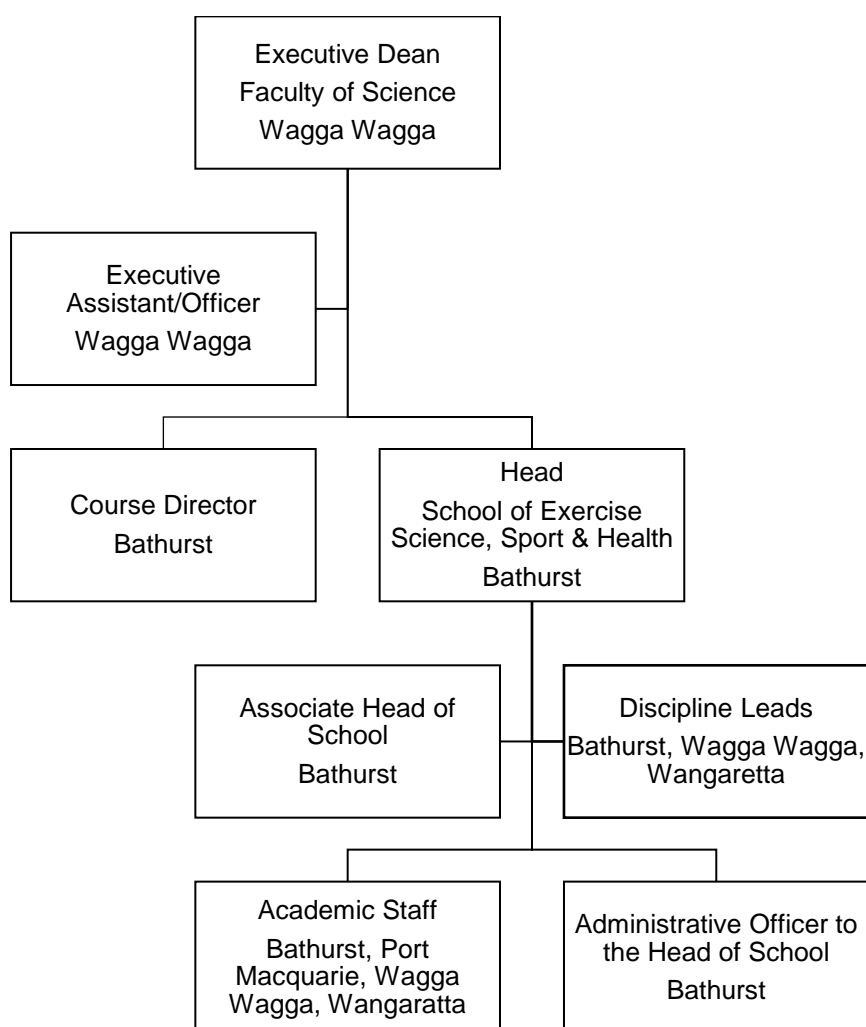 Executive Dean
Faculty of Science
Wagga Wagga
Executive
Assistant/Officer
Wagga Wagga
Course Director
Bathurst
Head
School of Exercise
Science, Sport & Health
Bathurst
Associate Head of
School
Bathurst
Discipline Leads
Bathurst, Wagga Wagga,
Wangaretta
Academic Staff
Bathurst, Port
Macquarie, Wagga
Wagga, Wangaratta
Administrative Officer to
the Head of School
Bathurst